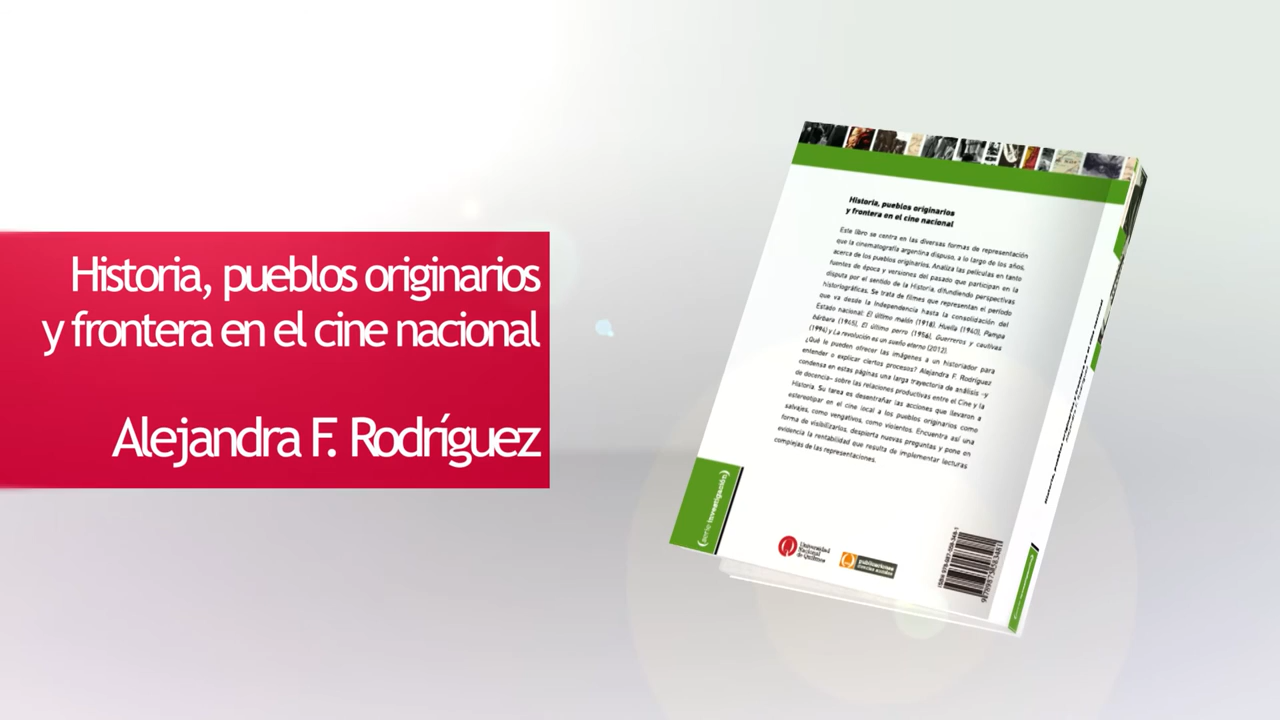 Historia, pueblos originarios
y frontera en el cine nacional
Alejandra F. Rodríguez
Historia, pueblos originarios
y frontera en el cine nacional
Este libro se centra en las diversas formas de representación
que la cinematografía argentina dispuso, a lo largo de los años,
acerca de los pueblos originarios. Analiza las películas en tanto
fuentes de época y versiones del pasado que participan en la
disputa por el sentido de la Historia, difundiendo perspectivas
historiográficas. Se trata de filmes que representan el período
que va desde la Independencia hasta la consolidación del
Estado nacional: El último malón (1918), Huella (1940), Pampa
bárbara (1945), El último perro (1956), Guerreros y cautivas
(1994) y La revolución es un sueño eterno (2012).
¿Qué le pueden ofrecer las imágenes a un historiador para
entender o explicar ciertos procesos? Alejandra F. Rodríguez
condensa en estas páginas una larga trayectoria de análisis –y
de docencia– sobre las relaciones productivas entre el Cine y la
Historia. Su tarea es desentrañar las acciones que llevaron a
estereotipar en el cine local a los pueblos originarios como
salvajes, como vengativos, como violentos. Encuentra así una
forma de visibilizarlos, despierta nuevas preguntas y pone en
evidencia la rentabilidad que resulta de implementar lecturas
complejas de las representaciones.
(serie investigación)
Universidad
Nacional
de Quilmes
publicaciones
ciencias sociales